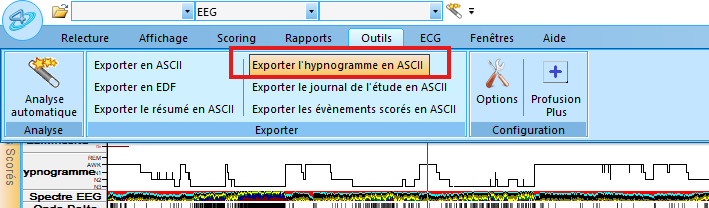 EEG
Relecture Affichage Scoring Rapports Outils ECG Fenêtres Aide
Exporter en ASCII
Exporter en EDF
Exporter le résumé en ASCII
Exporter l'hypnogramme en ASCII
Exporter le journal de l'étude en ASCII
Exporter les évènements scorés en ASCII
Analyse
automatique
Options
Profusion
Plus
Analyse Exporter Configuration
Scorés
REM
AWK
N1
N2
N3
ypnogramme
Spectre EEG